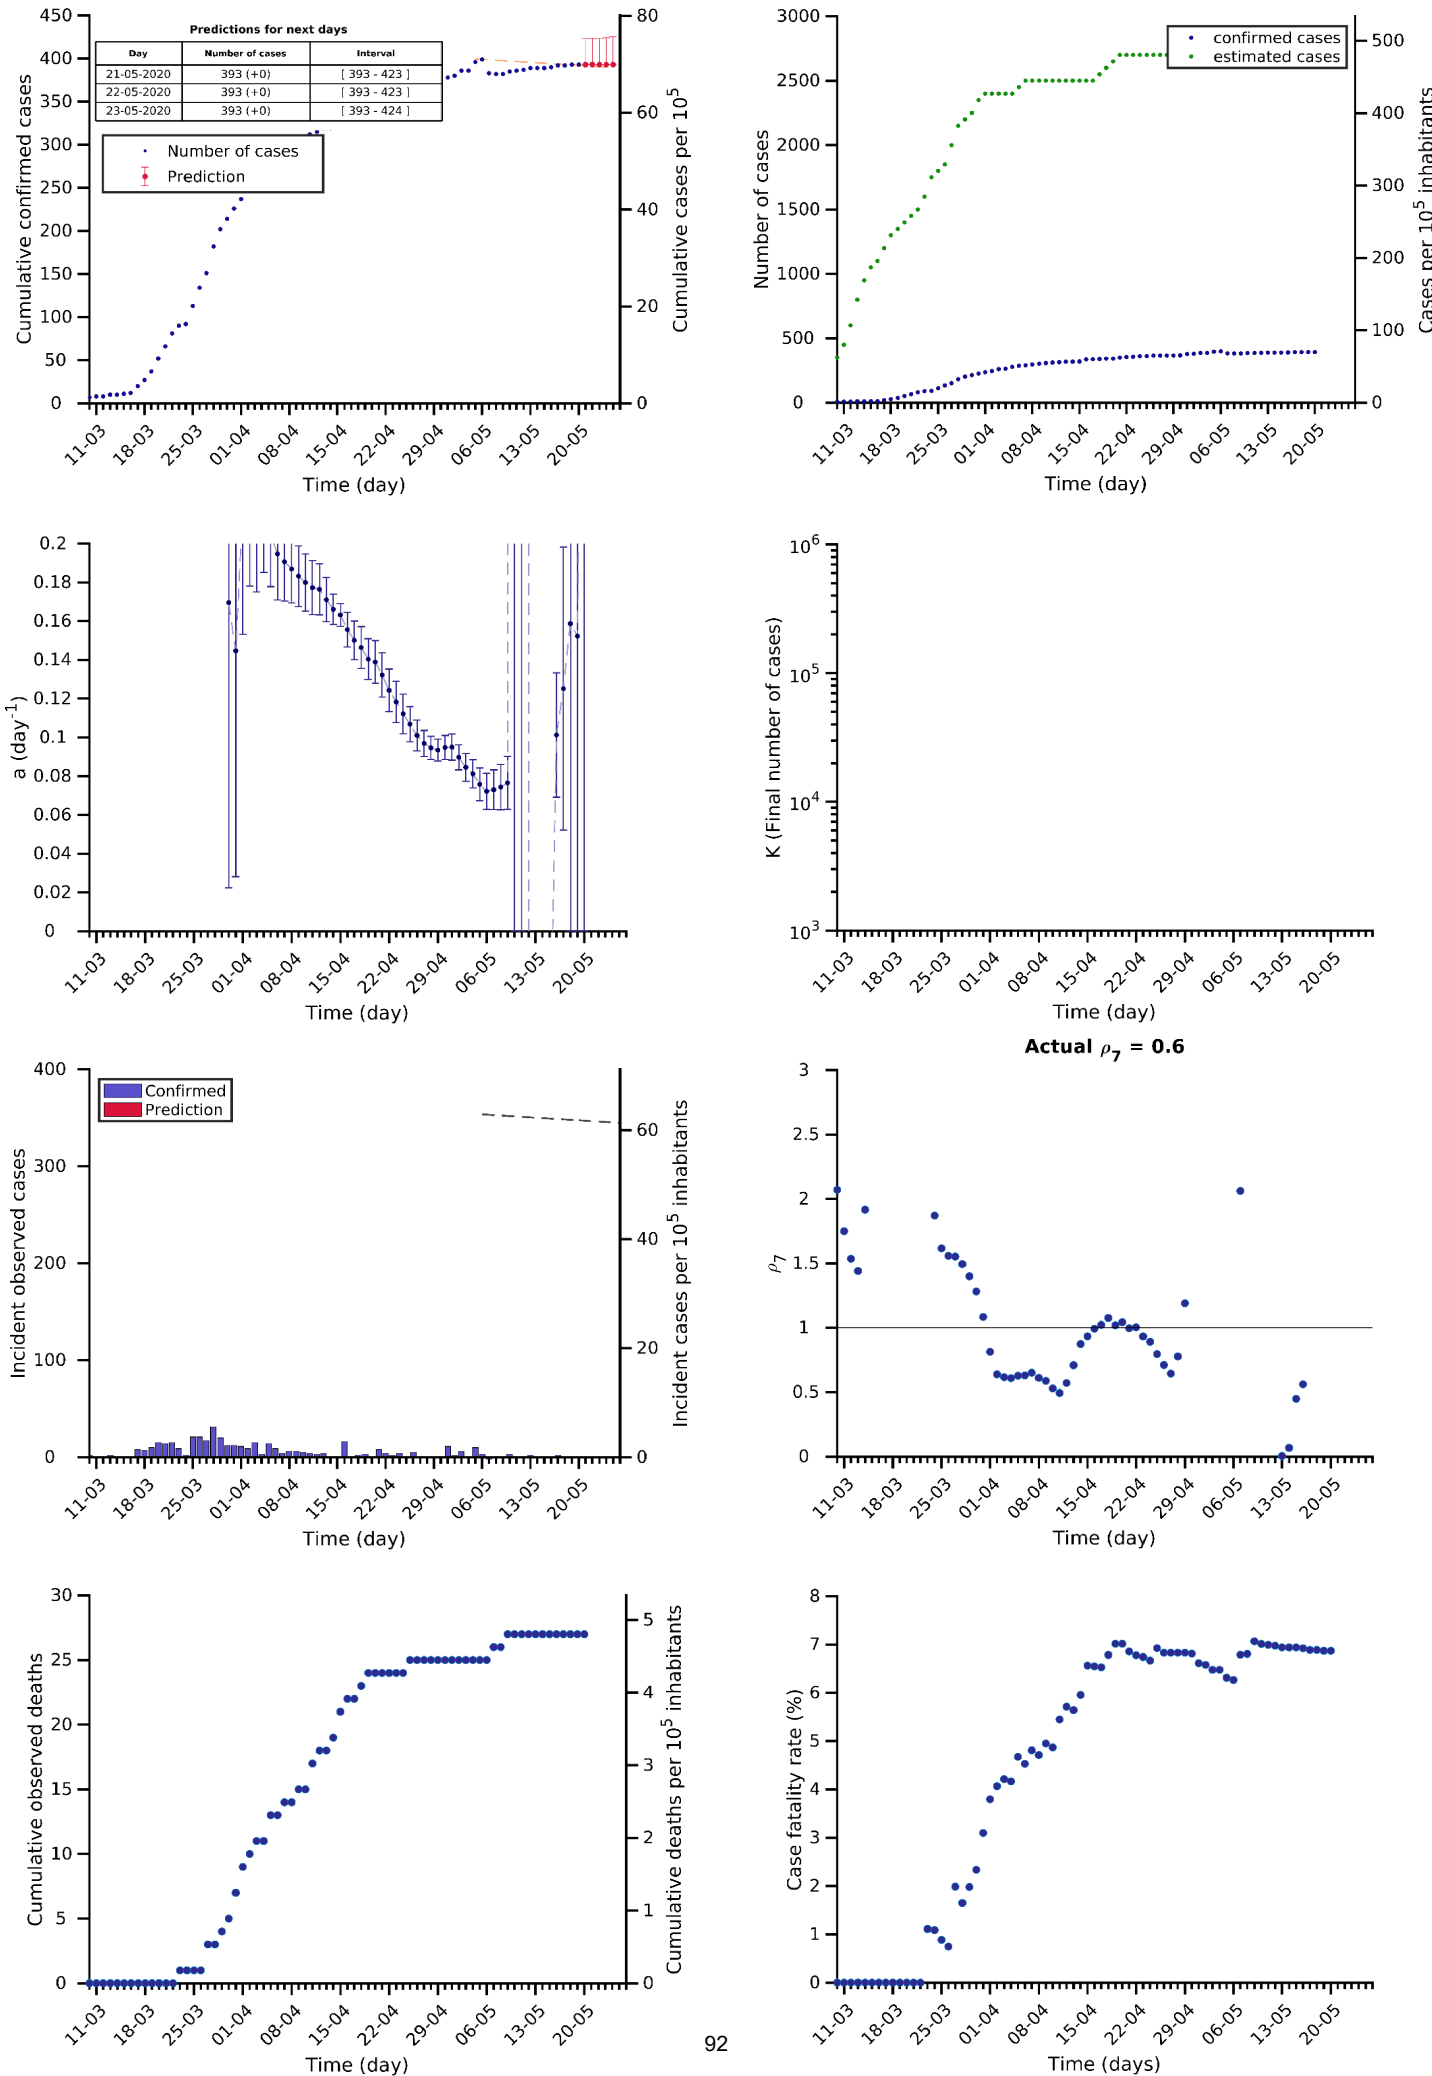 Predictions for next days
Day Number of cases Interval
21-05-2020 393 (+0) [ 393 - 423 ]
22-05-2020 393 (+0) [ 393 - 423 ]
23-05-2020 393 (+0) [ 393 - 424 ]
Number of cases
Prediction
Cumulative confirmed cases
450
400
350
300
250
200
150
100
50
0
Cumulative cases per 10^5
80
60
40
20
0
11-03 18-03 25-03 01-04 08-04 15-04 22-04 29-04 06-05 13-05 20-05
Time (day)
confirmed cases
estimated cases
Number of cases
3000
2500
2000
1500
1000
500
0
Cases per 10^5 inhabitants
500
400
300
200
100
0
11-03 18-03 25-03 01-04 08-04 15-04 22-04 29-04 06-05 13-05 20-05
Time (day)
a (day^-1)
0.2
0.18
0.16
0.14
0.12
0.1
0.08
0.06
0.04
0.02
0
11-03 18-03 25-03 01-04 08-04 15-04 22-04 29-04 06-05 13-05 20-05
Time (day)
K (Final number of cases)
10^6
10^5
10^4
10^3
11-03 18-03 25-03 01-04 08-04 15-04 22-04 29-04 06-05 13-05 20-05
Time (day)
Confirmed
Prediction
Incident observed cases
400
300
200
100
0
Incident cases per 10^5 inhabitants
60
40
20
0
11-03 18-03 25-03 01-04 08-04 15-04 22-04 29-04 06-05 13-05 20-05
Time (day)
Actual ρ7 = 0.6
ρ7
3
2.5
2
1.5
1
0.5
0
11-03 18-03 25-03 01-04 08-04 15-04 22-04 29-04 06-05 13-05 20-05
Time (day)
Cumulative observed deaths
30
25
20
15
10
5
0
Cumulative deaths per 10^5 inhabitants
5
4
3
2
1
0
11-03 18-03 25-03 01-04 08-04 15-04 22-04 29-04 06-05 13-05 20-05
Time (day)
Case fatality rate (%)
8
7
6
5
4
3
2
1
0
11-03 18-03 25-03 01-04 08-04 15-04 22-04 29-04 06-05 13-05 20-05
Time (days)
92